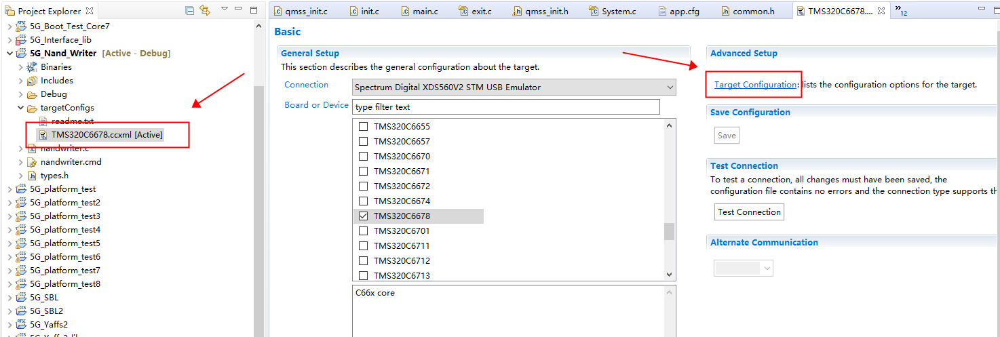 Project Explorer
5G_Boot_Test_Core7
5G_Interface_lib
5G_Nand_Writer [Active - Debug]
Binaries
Includes
Debug
targetConfigs
readme.txt
TMS320C6678.ccxml [Active]
nandwriter.c
nandwriter.cmd
types.h
5G_platform_test
5G_platform_test2
5G_platform_test3
5G_platform_test4
5G_platform_test5
5G_platform_test6
5G_platform_test7
5G_platform_test8
5G_SBL
5G_SBL2
5G_Yaffs2
5G_Yaffs2_lib
qmss_init.c
init.c
main.c
exit.c
qmss_init.h
System.c
app.cfg
common.h
TMS320C6678....
»12
Basic
General Setup
This section describes the general configuration about the target.
Connection
Spectrum Digital XDS560V2 STM USB Emulator
Board or Device
type filter text
TMS320C6655
TMS320C6657
TMS320C6670
TMS320C6671
TMS320C6672
TMS320C6674
TMS320C6678
TMS320C6701
TMS320C6711
TMS320C6712
TMS320C6713
C66x core
Advanced Setup
Target Configuration: lists the configuration options for the target.
Save Configuration
Save
Test Connection
To test a connection, all changes must have been saved, the
configuration file contains no errors and the connection type supports th
Test Connection
Alternate Communication